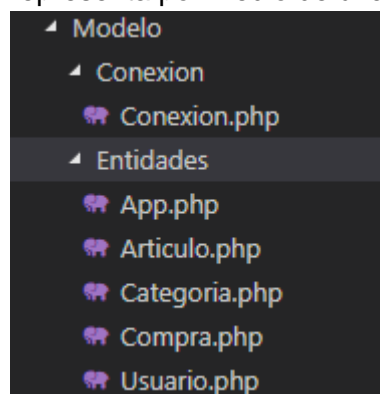 Modelo
Conexion
Conexion.php
Entidades
App.php
Articulo.php
Categoria.php
Compra.php
Usuario.php